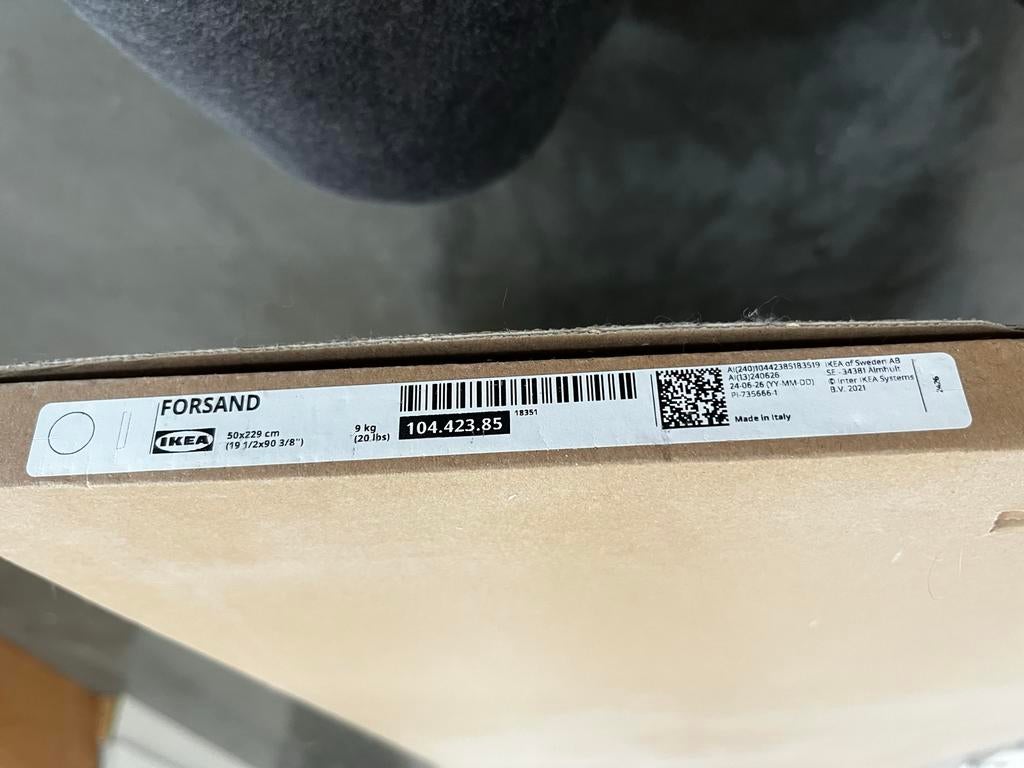 FORSAND
IKEA
50x229 cm
(19 1/2x90 3/8")
9 kg
(20 lbs)
104.423.85
18351
AI(240)10442385183519
AI(13)240626
24-06-26 (YY-MM-DD)
PI-735666-1
Made in Italy
IKEA of Sweden AB
SE - 34381 Älmhult
© Inter IKEA Systems
B.V. 2021